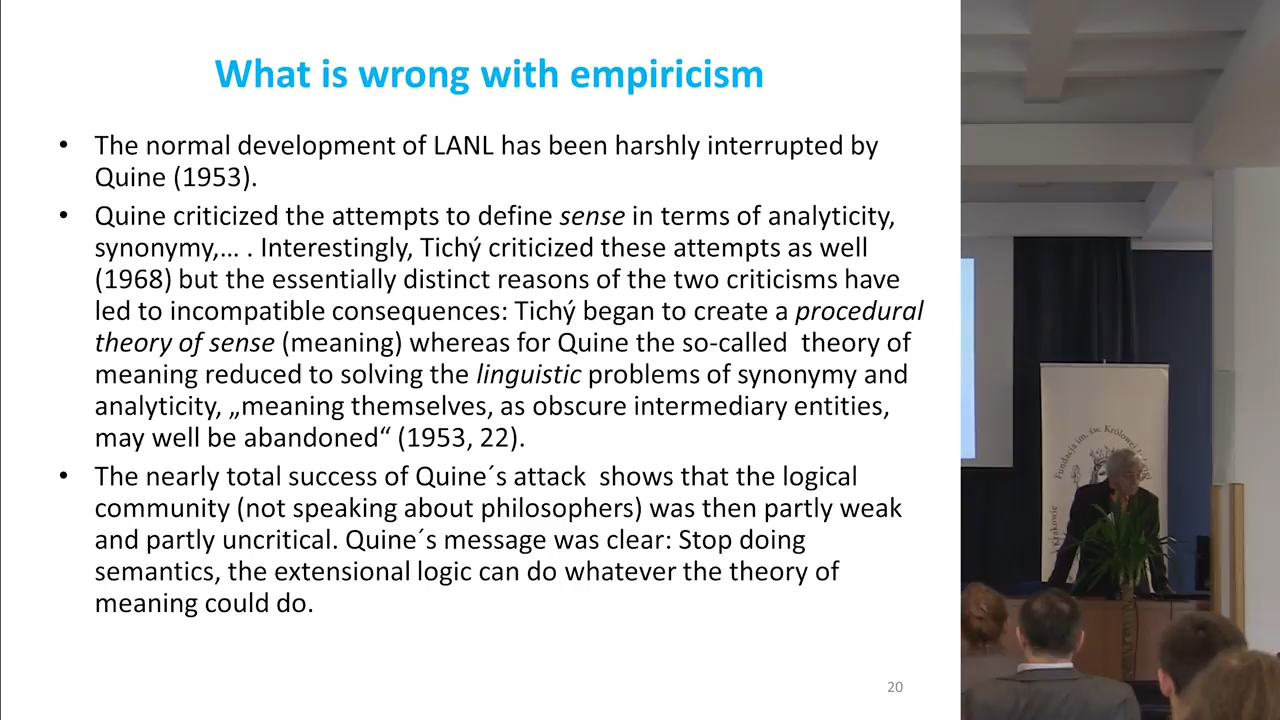 What is wrong with empiricism
• The normal development of LANL has been harshly interrupted by
Quine (1953).
• Quine criticized the attempts to define sense in terms of analyticity,
synonymy,… . Interestingly, Tichý criticized these attempts as well
(1968) but the essentially distinct reasons of the two criticisms have
led to incompatible consequences: Tichý began to create a procedural
theory of sense (meaning) whereas for Quine the so-called  theory of
meaning reduced to solving the linguistic problems of synonymy and
analyticity, „meaning themselves, as obscure intermediary entities,
may well be abandoned“ (1953, 22).
• The nearly total success of Quine´s attack  shows that the logical
community (not speaking about philosophers) was then partly weak
and partly uncritical. Quine´s message was clear: Stop doing
semantics, the extensional logic can do whatever the theory of
meaning could do.
20
Fundacja im. św. Królowej
Krakowie